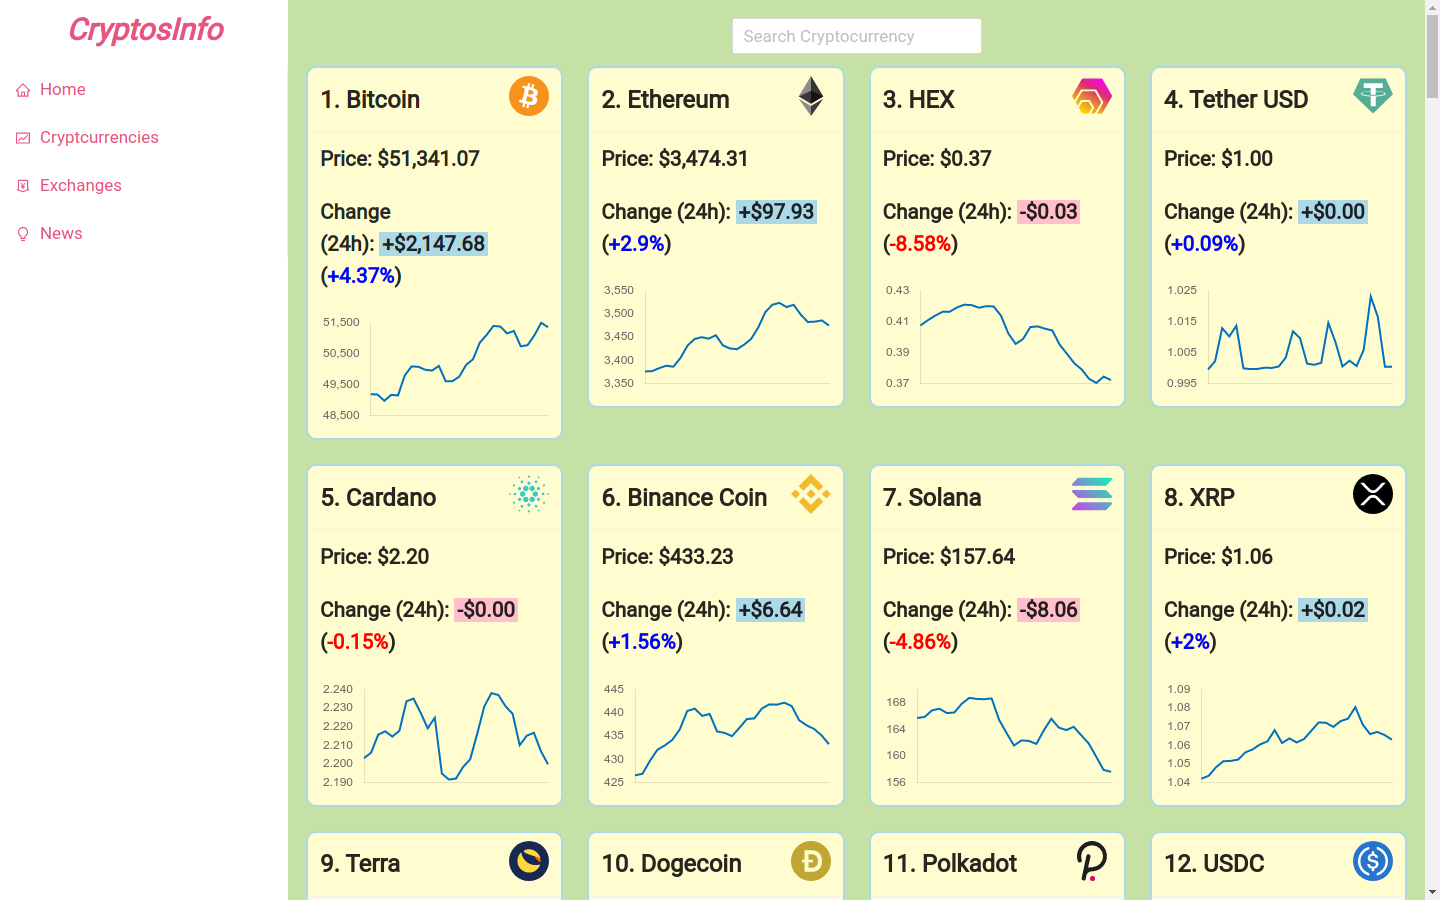 CryptosInfo
Home
Cryptcurrencies
Exchanges
News
Search Cryptocurrency
1. Bitcoin
Price: $51,341.07
Change
(24h): +$2,147.68
(+4.37%)
51,500
50,500
49,500
48,500
2. Ethereum
Price: $3,474.31
Change (24h): +$97.93
(+2.9%)
3,550
3,500
3,450
3,400
3,350
3. HEX
Price: $0.37
Change (24h): -$0.03
(-8.58%)
0.43
0.41
0.39
0.37
4. Tether USD
Price: $1.00
Change (24h): +$0.00
(+0.09%)
1.025
1.015
1.005
0.995
5. Cardano
Price: $2.20
Change (24h): -$0.00
(-0.15%)
2.240
2.230
2.220
2.210
2.200
2.190
6. Binance Coin
Price: $433.23
Change (24h): +$6.64
(+1.56%)
445
440
435
430
425
7. Solana
Price: $157.64
Change (24h): -$8.06
(-4.86%)
168
164
160
156
8. XRP
Price: $1.06
Change (24h): +$0.02
(+2%)
1.09
1.08
1.07
1.06
1.05
1.04
9. Terra
10. Dogecoin
11. Polkadot
12. USDC